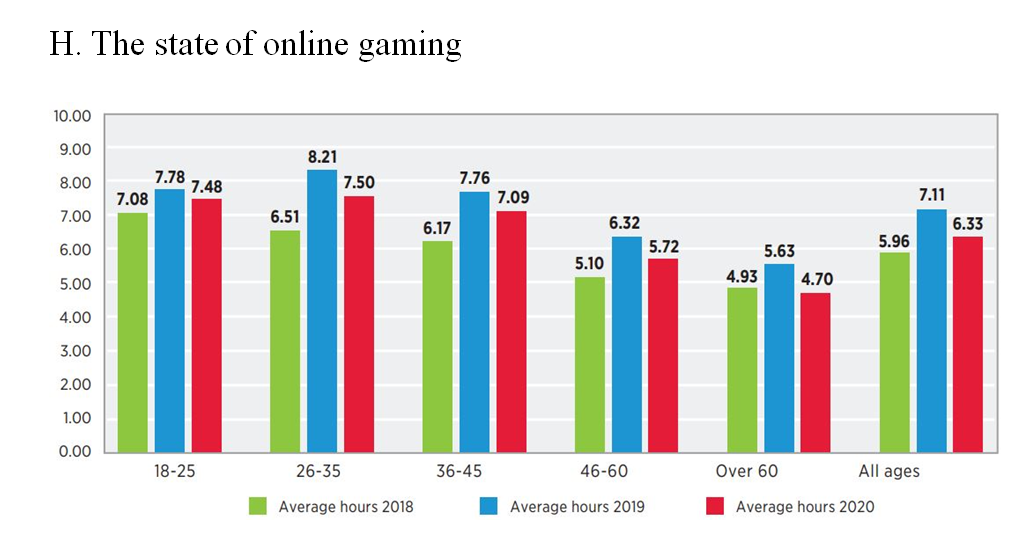 H. The state of online gaming
10.00
9.00
8.00
7.00
6.00
5.00
4.00
3.00
2.00
1.00
0.00
7.08 7.78 7.48
6.51 8.21 7.50
6.17 7.76 7.09
5.10 6.32 5.72
4.93 5.63 4.70
5.96 7.11 6.33
18-25 26-35 36-45 46-60 Over 60 All ages
Average hours 2018 Average hours 2019 Average hours 2020